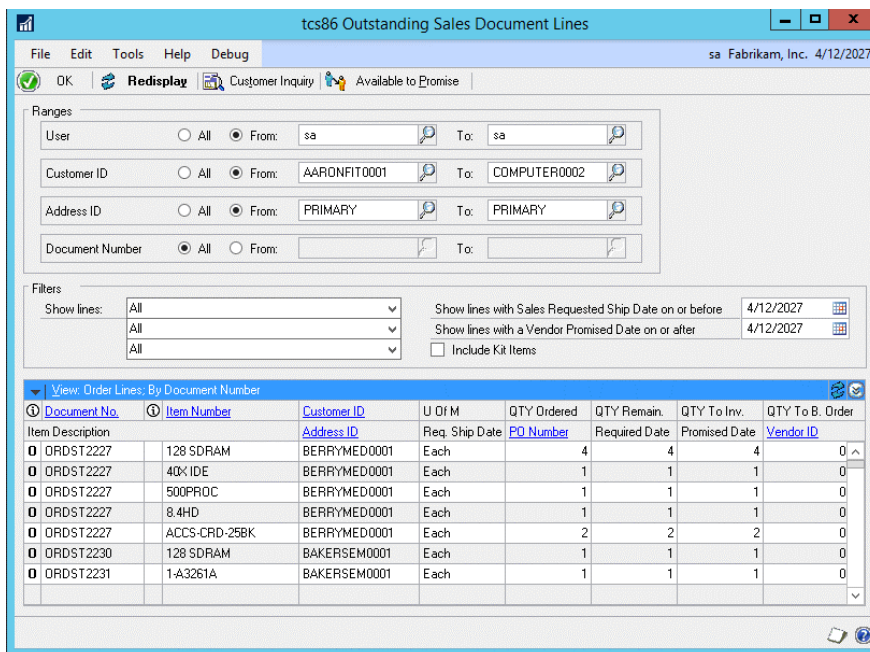 tcs86 Outstanding Sales Document Lines
File Edit Tools Help Debug sa Fabrikam, Inc. 4/12/2027
OK Redisplay Customer Inquiry Available to Promise
Ranges
User All From: sa To: sa
Customer ID All From: AARONFIT0001 To: COMPUTER0002
Address ID All From: PRIMARY To: PRIMARY
Document Number All From: To:
Filters
Show lines: All Show lines with Sales Requested Ship Date on or before 4/12/2027
All Show lines with a Vendor Promised Date on or after 4/12/2027
All Include Kit Items
View: Order Lines; By Document Number
Document No. Item Number Customer ID U Of M QTY Ordered QTY Remain. QTY To Inv. QTY To B. Order
Item Description Address ID Req. Ship Date PO Number Required Date Promised Date Vendor ID
O ORDST2227 128 SDRAM BERRYMED0001 Each 4 4 4 0
O ORDST2227 40X IDE BERRYMED0001 Each 1 1 1 0
O ORDST2227 500PROC BERRYMED0001 Each 1 1 1 0
O ORDST2227 8.4HD BERRYMED0001 Each 1 1 1 0
O ORDST2227 ACCS-CRD-25BK BERRYMED0001 Each 2 2 2 0
O ORDST2230 128 SDRAM BAKERSEM0001 Each 1 1 1 0
O ORDST2231 1-A3261A BAKERSEM0001 Each 1 1 1 0